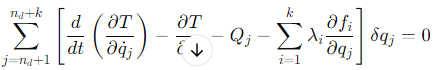 \sum_{j=n_d+1}^{n_d+k} \left[ \frac{d}{dt} \left( \frac{\partial T}{\partial \dot{q}_j} \right) - \frac{\partial T}{\partial} - Q_j - \sum_{i=1}^{k} \lambda_i \frac{\partial f_i}{\partial q_j} \right] \delta q_j = 0